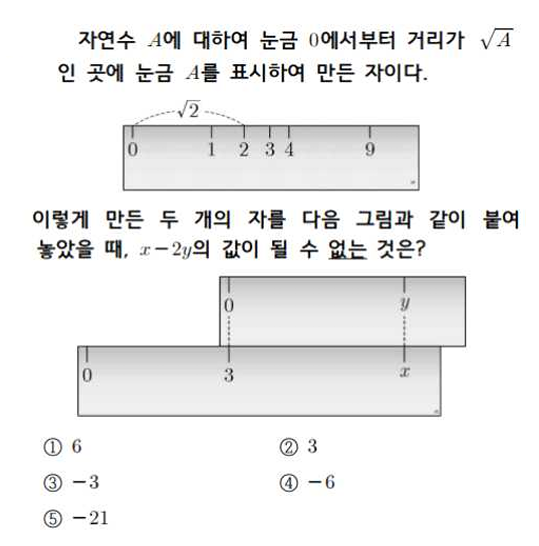 자연수 A에 대하여 눈금 0에서부터 거리가 √A
인 곳에 눈금 A를 표시하여 만든 자이다.
√2
0 1 2 3 4 9
이렇게 만든 두 개의 자를 다음 그림과 같이 붙여
놓았을 때, x－2y의 값이 될 수 없는 것은?
0 y
0 3 x
① 6 ② 3
③ －3 ④ －6
⑤ －21